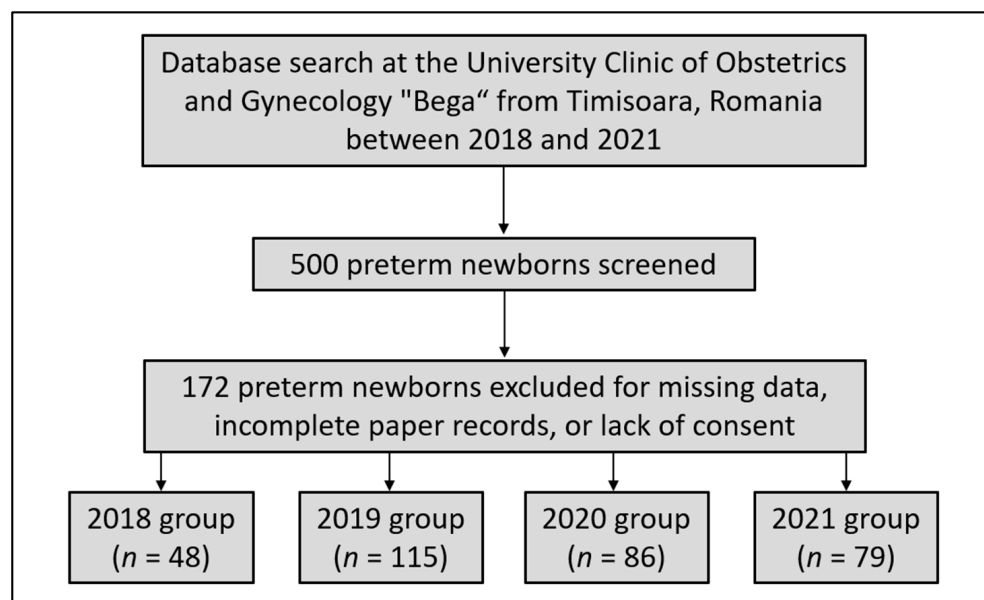 Database search at the University Clinic of Obstetrics
and Gynecology "Bega“ from Timisoara, Romania
between 2018 and 2021
500 preterm newborns screened
172 preterm newborns excluded for missing data,
incomplete paper records, or lack of consent
2018 group
(n = 48)
2019 group
(n = 115)
2020 group
(n = 86)
2021 group
(n = 79)